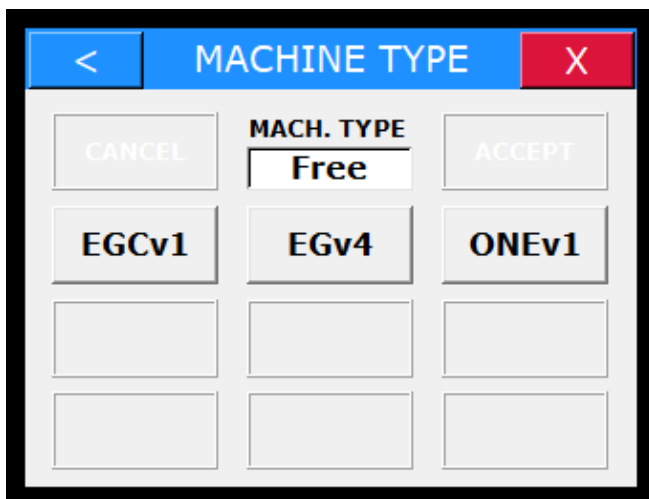 < MACHINE TYPE X
CANCEL MACH. TYPE ACCEPT
Free
EGCv1 EGv4 ONEv1